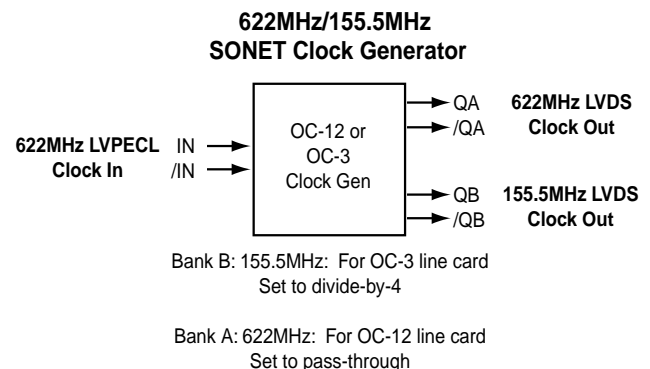 622MHz/155.5MHz
SONET Clock Generator
622MHz LVPECL
Clock In
IN
/IN
OC-12 or
OC-3
Clock Gen
QA
/QA
622MHz LVDS
Clock Out
QB
/QB
155.5MHz LVDS
Clock Out
Bank B: 155.5MHz: For OC-3 line card
Set to divide-by-4
Bank A: 622MHz: For OC-12 line card
Set to pass-through